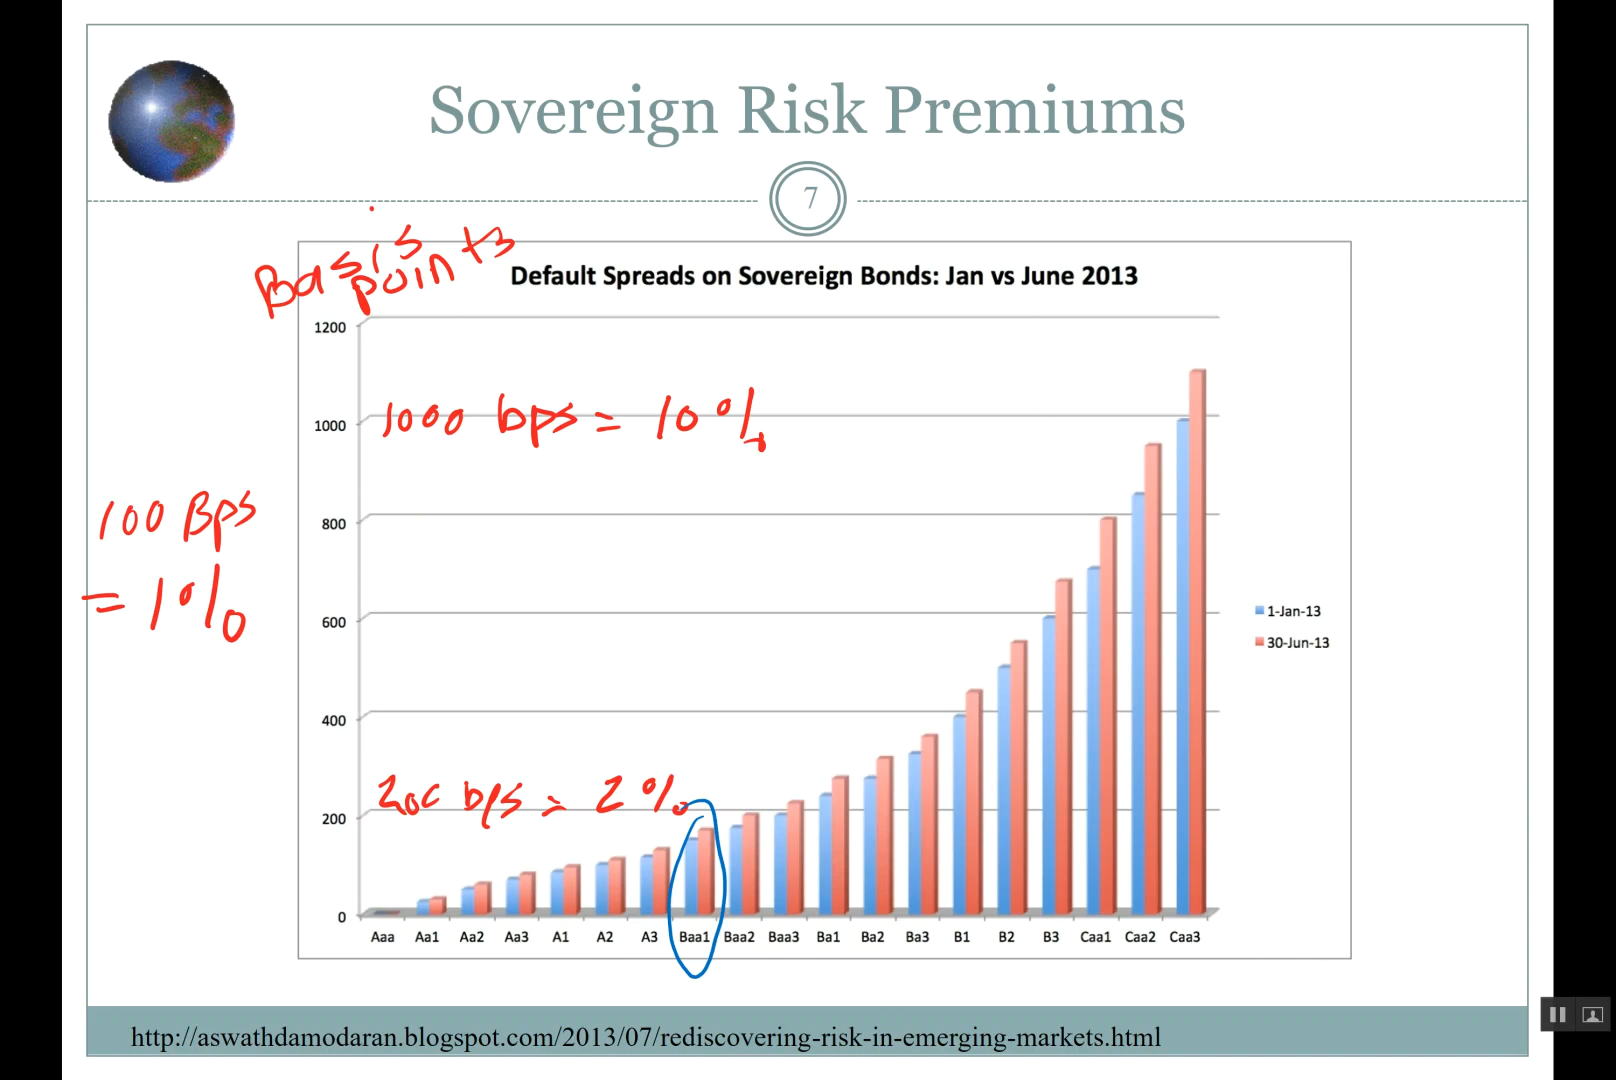 Sovereign Risk Premiums
7
Basis
points
Default Spreads on Sovereign Bonds: Jan vs June 2013
1200
1000 bps = 10%
1000
100 Bps
= 1%
800
600
1-Jan-13
30-Jun-13
400
200 bps = 2%
200
0
Aaa Aa1 Aa2 Aa3 A1 A2 A3 Baa1 Baa2 Baa3 Ba1 Ba2 Ba3 B1 B2 B3 Caa1 Caa2 Caa3
http://aswathdamodaran.blogspot.com/2013/07/rediscovering-risk-in-emerging-markets.html